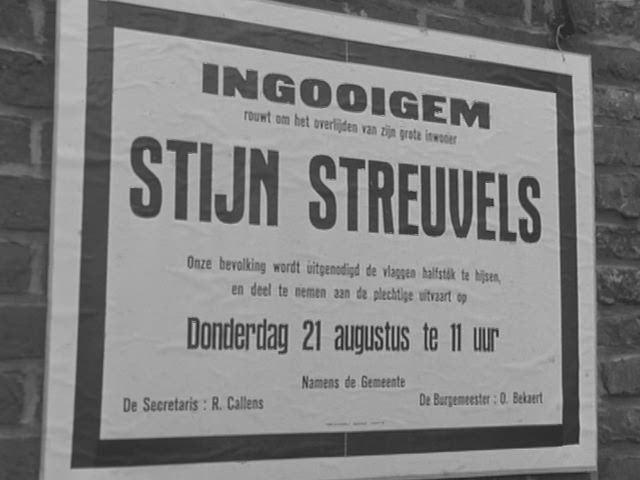 INGOOIGEM
rouwt om het overlijden van zijn grote inwoner
STIJN STREUVELS
Onze bevolking wordt uitgenodigd de vlaggen halfstok te hijsen,
en deel te nemen aan de plechtige uitvaart op
Donderdag 21 augustus te 11 uur
Namens de Gemeente
De Secretaris : R. Callens De Burgemeester : O. Bekaert